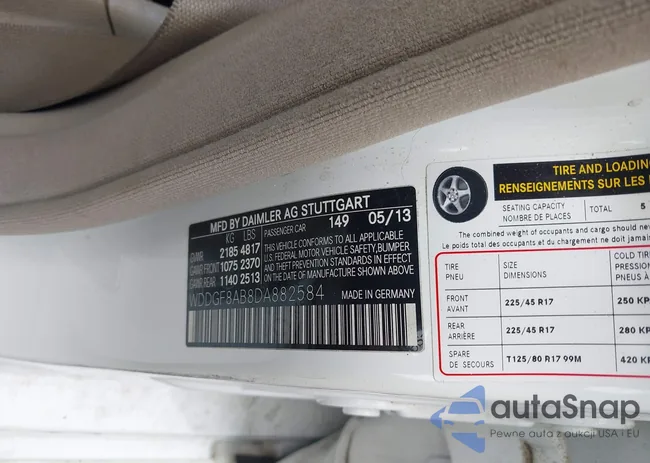 MFD BY DAIMLER AG STUTTGART
KG LBS PASSENGER CAR 149 05/13
GVWR 2185 4817 THIS VEHICLE CONFORMS TO ALL APPLICABLE
GAWR FRONT 1075 2370 U.S. FEDERAL MOTOR VEHICLE SAFETY, BUMPER,
GAWR REAR 1140 2513 AND THEFT PREVENTION STANDARDS IN EFFECT
ON THE DATE OF MANUFACTURE SHOWN ABOVE.
WDDGF8AB8DA882584 MADE IN GERMANY
TIRE AND LOADING
RENSEIGNEMENTS SUR LES
SEATING CAPACITY
NOMBRE DE PLACES TOTAL 5
The combined weight of occupants and cargo should never
Le poids total des occupants et du chargement ne doit jamais
TIRE
PNEU
SIZE
DIMENSIONS
COLD TIRE
PRESSION
PNEUS À
FRONT
AVANT 225/45 R17 250 KP
REAR
ARRIÈRE 225/45 R17 280 KP
SPARE
DE SECOURS T125/80 R17 99M 420 KP
autaSnap
Pewne auta z aukcji USA i EU